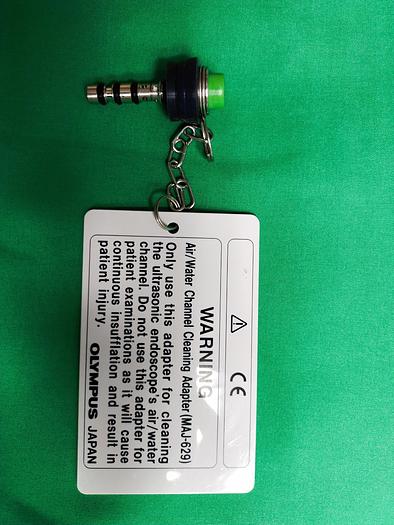 CE
WARNING
Air/Water Channel Cleaning Adapter (MAJ-629)
Only use this adapter for cleaning
the ultrasonic endoscope's air/water
channel. Do not use this adapter for
patient examinations as it will cause
continuous insufflation and result in
patient injury.
OLYMPUS JAPAN